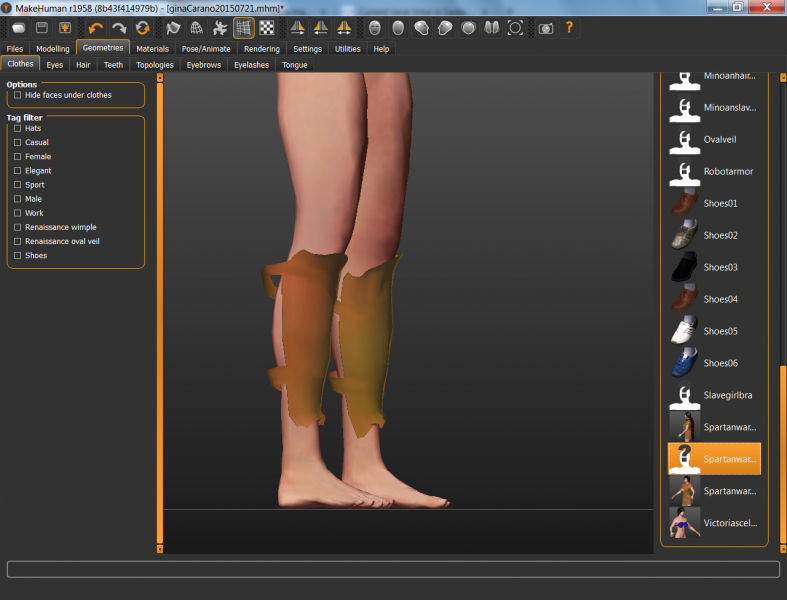 MakeHuman r1958 (8b43f414979b) - [ginaCarano20150721.mhm]*
Files Modelling Geometries Materials Pose/Animate Rendering Settings Utilities Help
Clothes Eyes Hair Teeth Topologies Eyebrows Eyelashes Tongue
Options
Hide faces under clothes
Tag filter
Hats
Casual
Female
Elegant
Sport
Male
Work
Renaissance wimple
Renaissance oval veil
Shoes
Minoanhair...
Minoanslav...
Ovalveil
Robotarmor
Shoes01
Shoes02
Shoes03
Shoes04
Shoes05
Shoes06
Slavegirlbra
Spartanwar...
Spartanwar...
Spartanwar...
Victoriascel...